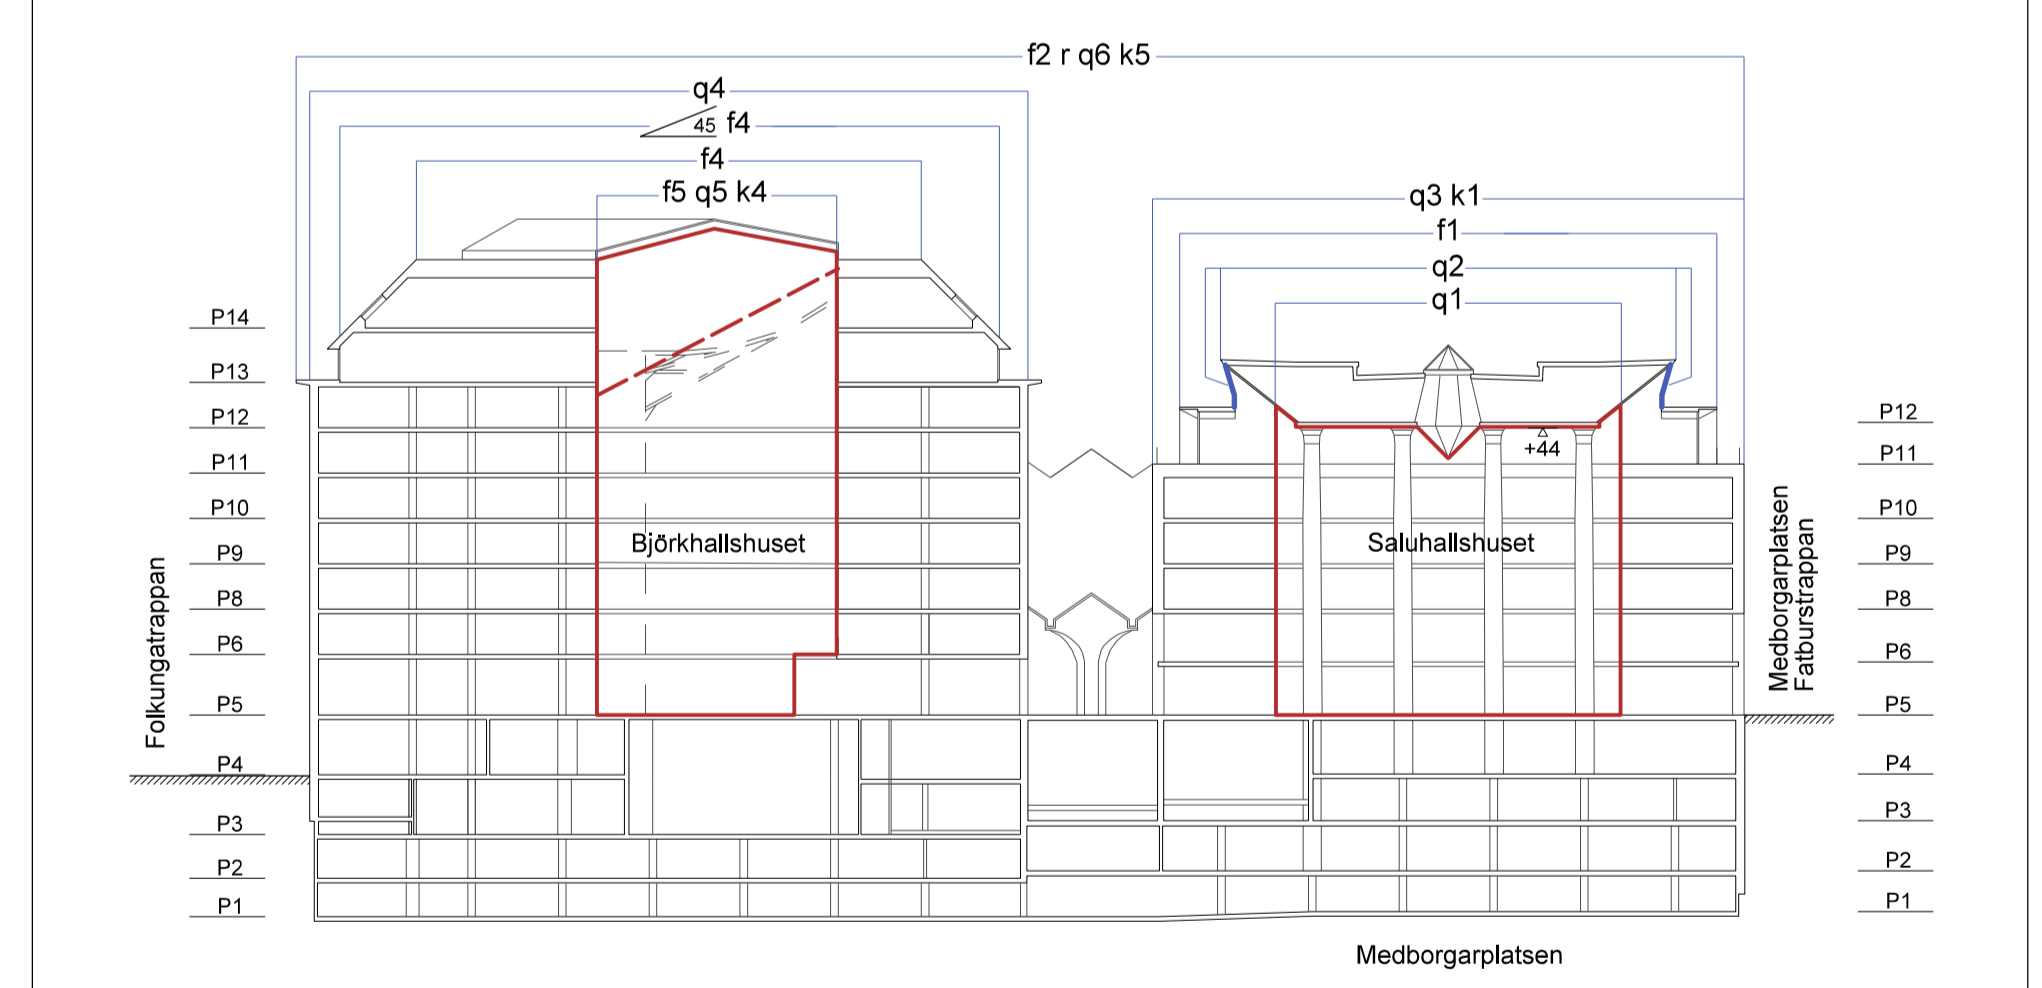 f2 r q6 k5
q4
45 f4
f4
f5 q5 k4
q3 k1
f1
q2
q1
P14
P13
P12
P11
P10
P9
P8
P6
P5
P4
P3
P2
P1
Folkungatrappan
Björkhallshuset
+44
Saluhallshuset
Medborgarplatsen
Fatburstrappan
P12
P11
P10
P9
P8
P6
P5
P4
P3
P2
P1
Medborgarplatsen